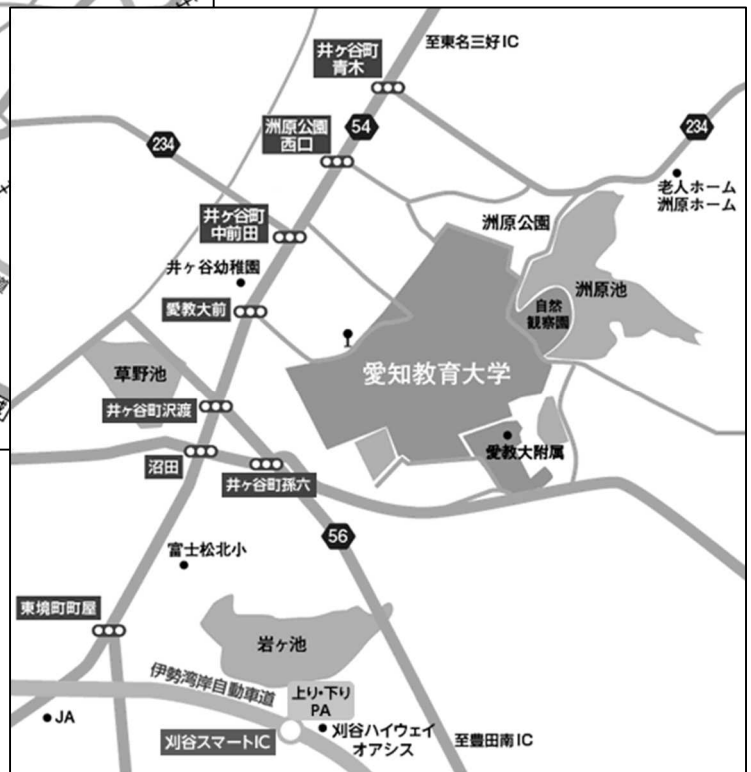 井ヶ谷町
青木
至東名三好IC
洲原公園
西口
54
234
234
老人ホーム
洲原ホーム
井ヶ谷町
中前田
洲原公園
井ヶ谷幼稚園
洲原池
自然
観察園
愛教大前
草野池
愛知教育大学
井ヶ谷町沢渡
愛教大附属
沼田
井ヶ谷町孫六
56
富士松北小
東境町町屋
岩ヶ池
伊勢湾岸自動車道
上り・下り
PA
JA
刈谷スマートIC
刈谷ハイウェイ
オアシス
至豊田南IC